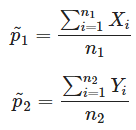 p̃₁ = ∑ᵢ₌₁ⁿ¹ Xᵢ / n₁
p̃₂ = ∑ᵢ₌₁ⁿ² Yᵢ / n₂